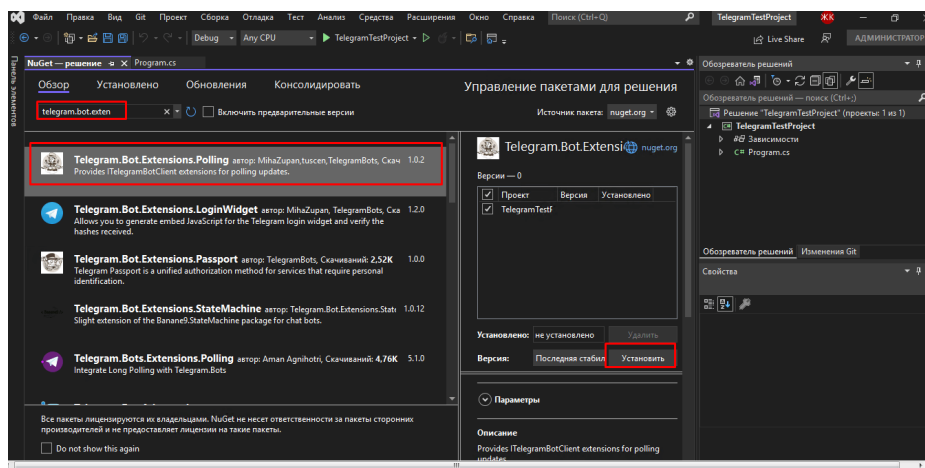 Файл Правка Вид Git Проект Сборка Отладка Тест Анализ Средства Расширения Окно Справка Поиск (Ctrl+Q) TelegramTestProject ЖК
Debug Any CPU TelegramTestProject Live Share АДМИНИСТРАТОР
Панель элементов
NuGet — решение Program.cs
Обзор Установлено Обновления Консолидировать
telegram.bot.exten Включить предварительные версии
Telegram.Bot.Extensions.Polling автор: MihaZupan,tuscen,TelegramBots, Скач 1.0.2
Provides ITelegramBotClient extensions for polling updates.
Telegram.Bot.Extensions.LoginWidget автор: MihaZupan, TelegramBots, Ска 1.2.0
Allows you to generate embed JavaScript for the Telegram login widget and verify the
hashes received.
Telegram.Bot.Extensions.Passport автор: TelegramBots, Скачиваний: 2,52K 1.0.0
Telegram Passport is a unified authorization method for services that require personal
identification.
Telegram.Bot.Extensions.StateMachine автор: Telegram.Bot.Extensions.State 1.0.12
Slight extension of the Banane9.StateMachine package for chat bots.
Telegram.Bots.Extensions.Polling автор: Aman Agnihotri, Скачиваний: 4,76K 5.1.0
Integrate Long Polling with Telegram.Bots
Все пакеты лицензируются их владельцами. NuGet не несет ответственности за пакеты сторонних
производителей и не предоставляет лицензии на такие пакеты.
Do not show this again
Управление пакетами для решения
Источник пакета: nuget.org
Telegram.Bot.Extensi nuget.org
Версии — 0
Проект Версия Установлено
TelegramTestF
Установлено: не установлено Удалить
Версия: Последняя стабил Установить
Параметры
Описание
Provides ITelegramBotClient extensions for polling
updates
Обозреватель решений
Обозреватель решений — поиск (Ctrl+;)
Решение "TelegramTestProject" (проекты: 1 из 1)
TelegramTestProject
Зависимости
C# Program.cs
Обозреватель решений Изменения Git
Свойства